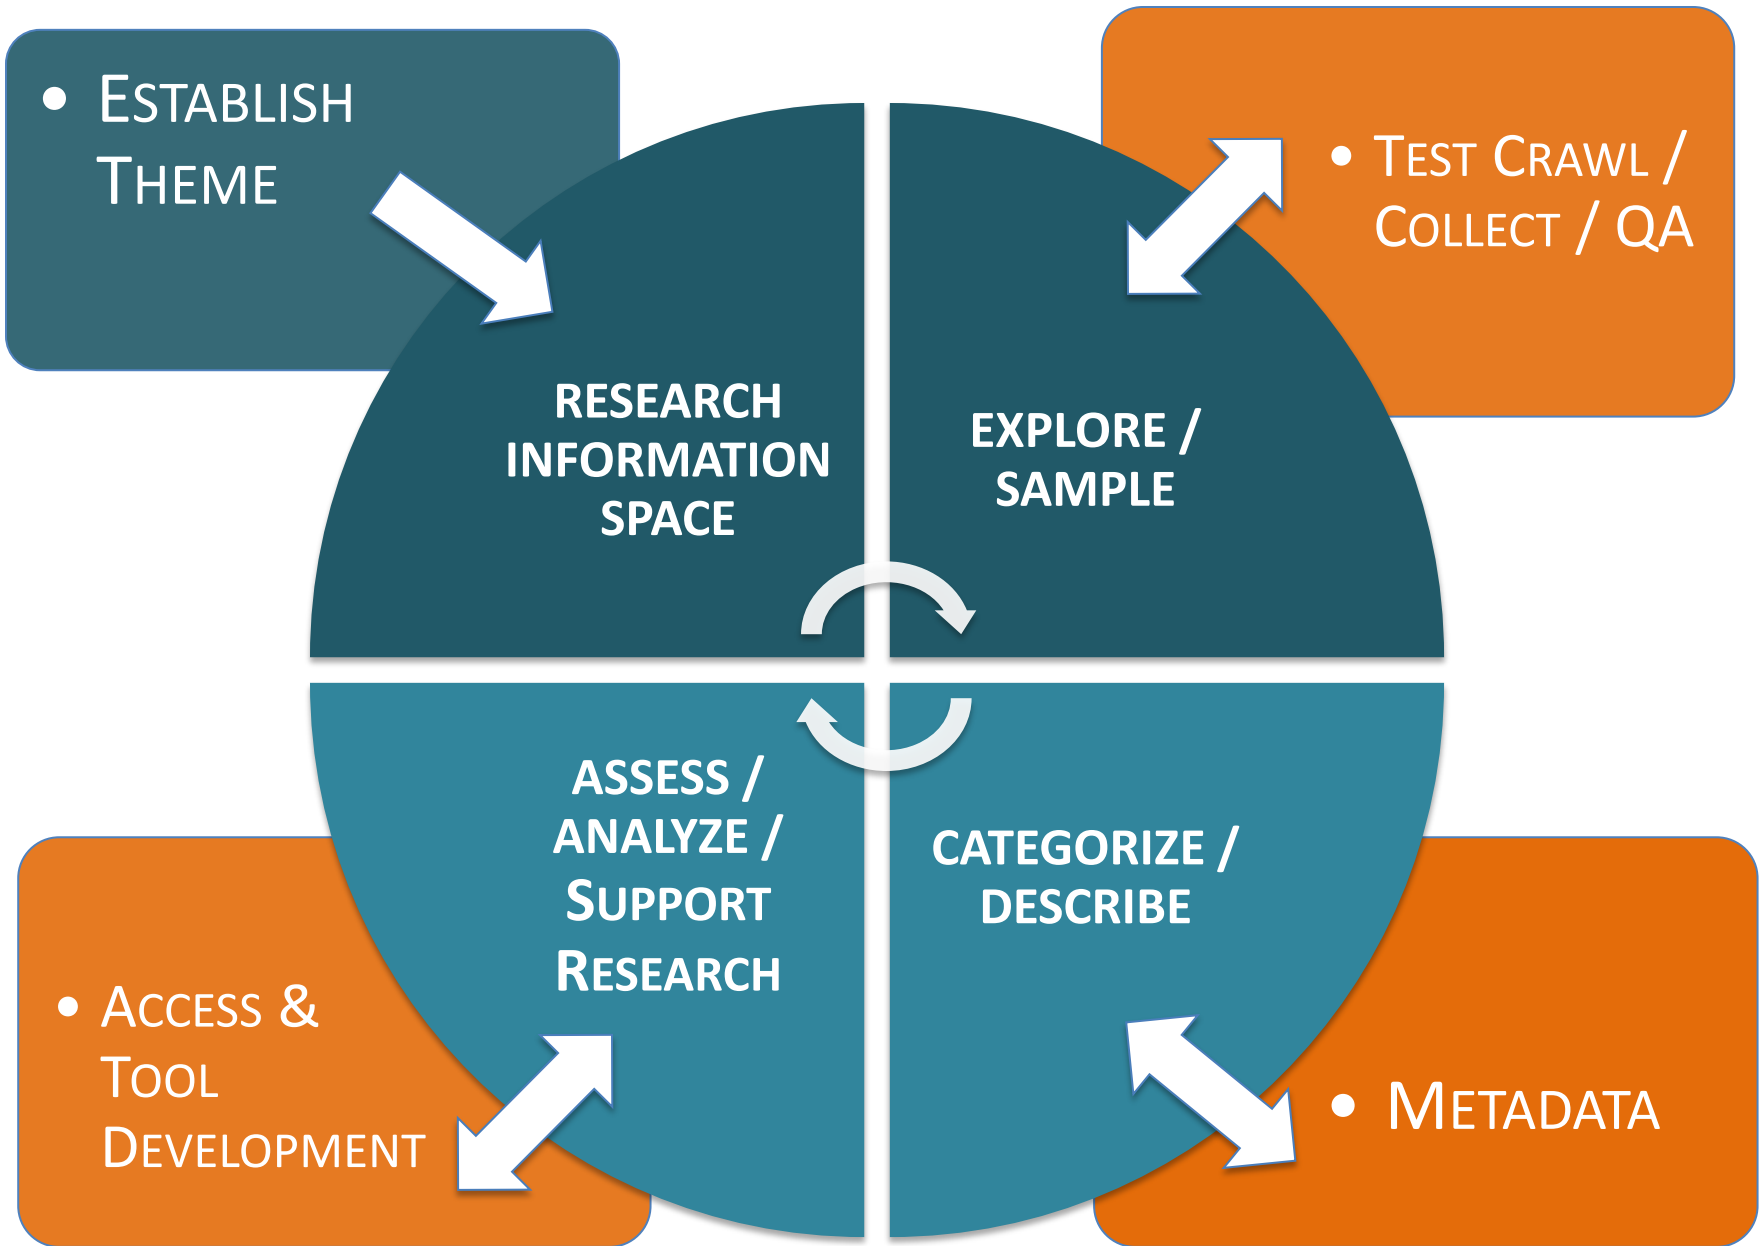 • Establish
Theme
• Test Crawl /
Collect / QA
RESEARCH
INFORMATION
SPACE
EXPLORE /
SAMPLE
ASSESS /
ANALYZE /
Support
Research
CATEGORIZE /
DESCRIBE
• Access &
Tool
Development
• Metadata